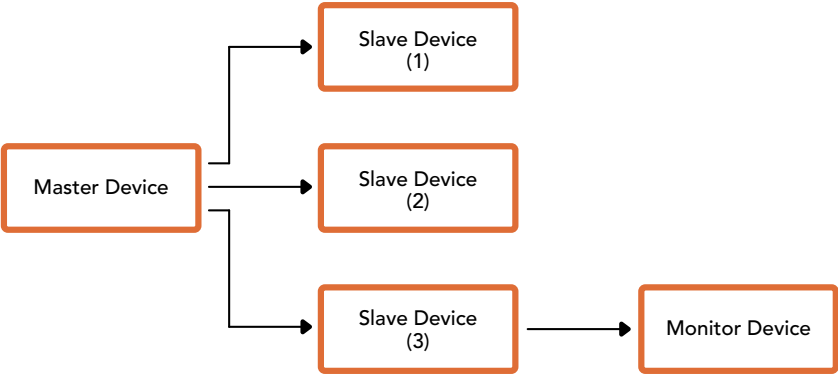 Slave Device
(1)
Master Device
Slave Device
(2)
Slave Device
(3)
Monitor Device